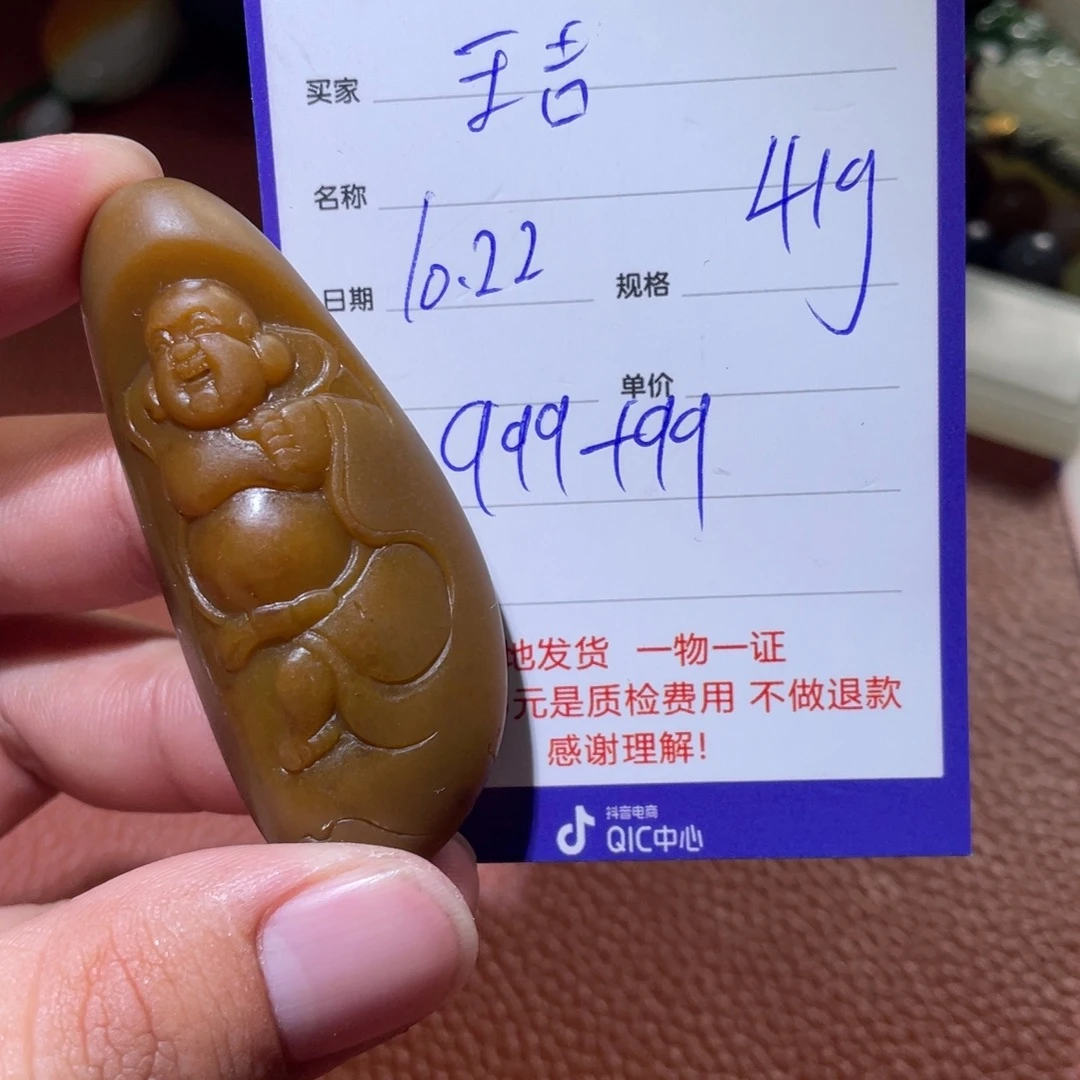 买家 王吉
名称
41g
日期 10.22 规格
单价
999+99
地发货 一物一证
元是质检费用 不做退款
感谢理解!
抖音电商
QIC中心